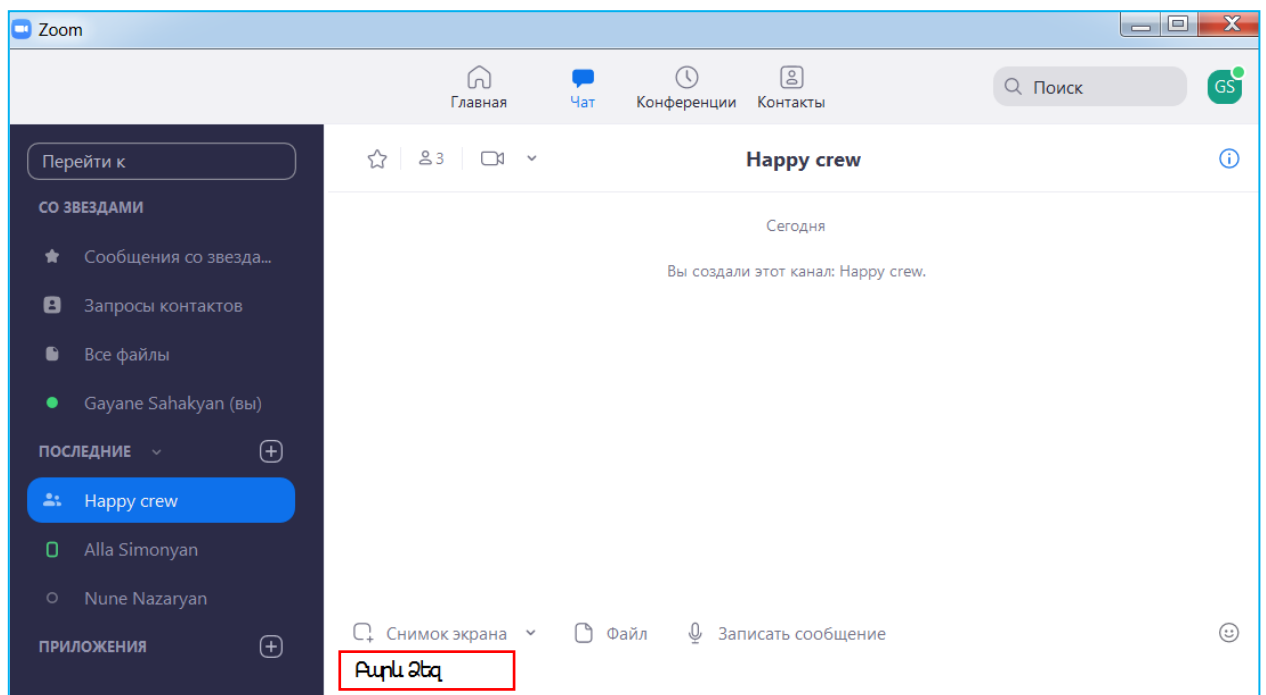 Zoom
Главная
Чат
Конференции
Контакты
Поиск
GS
Перейти к
3
Happy crew
СО ЗВЕЗДАМИ
Сегодня
Сообщения со звезда...
Вы создали этот канал: Happy crew.
Запросы контактов
Все файлы
Gayane Sahakyan (вы)
ПОСЛЕДНИЕ
Happy crew
Alla Simonyan
Nune Nazaryan
ПРИЛОЖЕНИЯ
Снимок экрана
Файл
Записать сообщение
Բարև Ձեզ